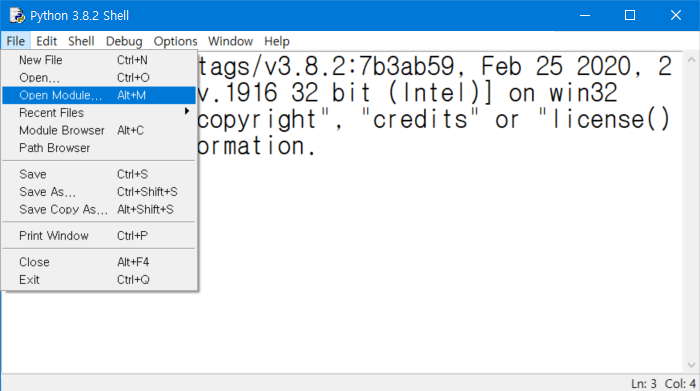 Python 3.8.2 Shell
File Edit Shell Debug Options Window Help
New File Ctrl+N
Open... Ctrl+O
Open Module... Alt+M
Recent Files
Module Browser Alt+C
Path Browser
Save Ctrl+S
Save As... Ctrl+Shift+S
Save Copy As... Alt+Shift+S
Print Window Ctrl+P
Close Alt+F4
Exit Ctrl+Q
tags/v3.8.2:7b3ab59, Feb 25 2020, 2
v.1916 32 bit (Intel)] on win32
copyright", "credits" or "license()
ormation.
Ln: 3 Col: 4